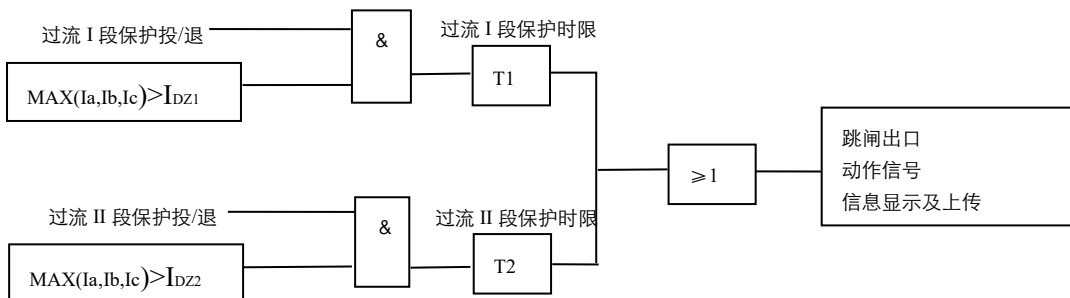 过流 I 段保护投/退
&
过流 I 段保护时限
MAX(Ia,Ib,Ic)>IDZ1
T1
≥1
跳闸出口
动作信号
信息显示及上传
过流 II 段保护投/退
&
过流 II 段保护时限
MAX(Ia,Ib,Ic)>IDZ2
T2